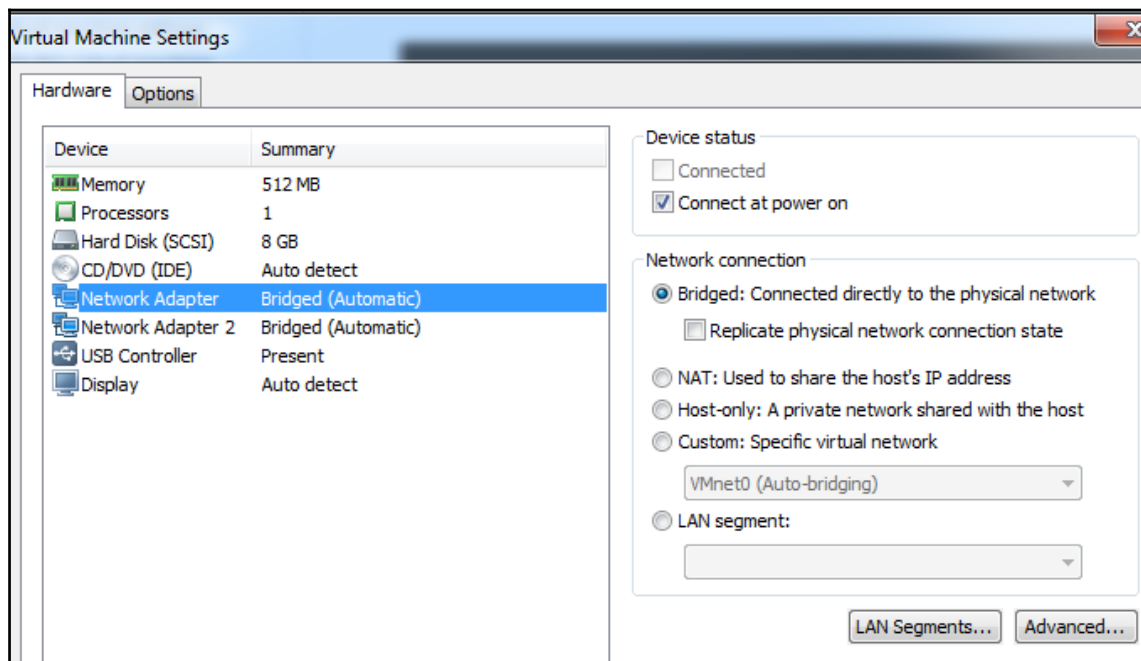 Virtual Machine Settings
Hardware Options
Device Summary
Memory 512 MB
Processors 1
Hard Disk (SCSI) 8 GB
CD/DVD (IDE) Auto detect
Network Adapter Bridged (Automatic)
Network Adapter 2 Bridged (Automatic)
USB Controller Present
Display Auto detect
Device status
Connected
Connect at power on
Network connection
Bridged: Connected directly to the physical network
Replicate physical network connection state
NAT: Used to share the host's IP address
Host-only: A private network shared with the host
Custom: Specific virtual network
VMnet0 (Auto-bridging)
LAN segment:
LAN Segments... Advanced...